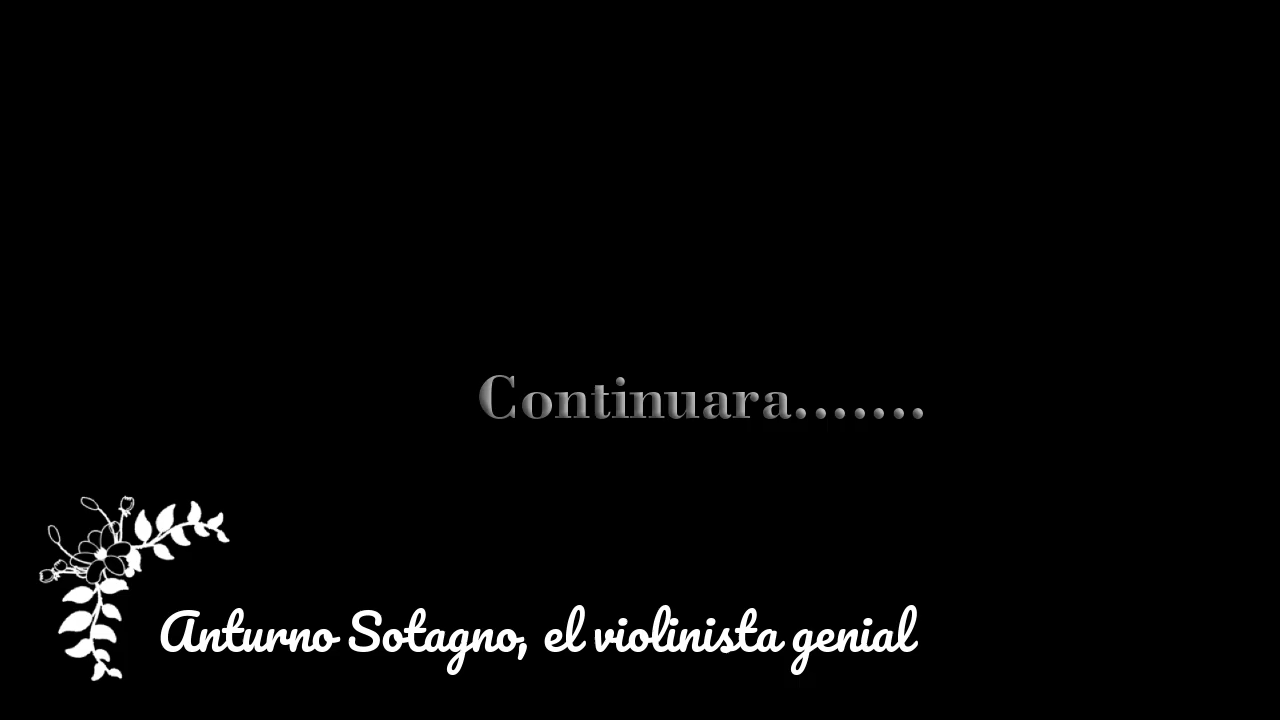 Continuara.......
Anturno Sotagno, el violinista genial